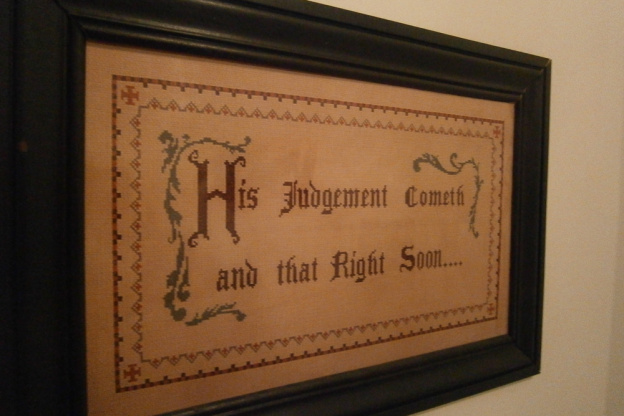 His Judgement Cometh
and that Right Soon....